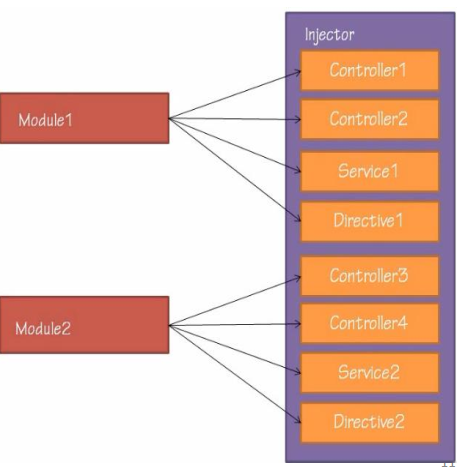 Injector
Controller1
Controller2
Module1
Service1
Directive1
Controller3
Controller4
Module2
Service2
Directive2
11